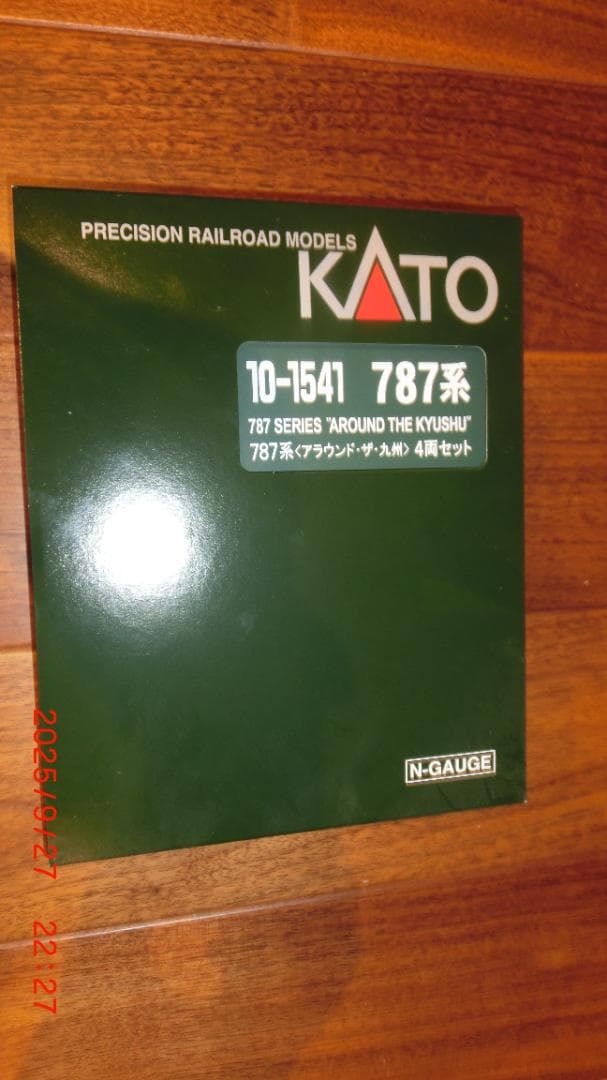 PRECISION RAILROAD MODELS
KATO
10-1541 787系
787 SERIES "AROUND THE KYUSHU"
787系〈アラウンド・ザ・九州〉4両セット
N-GAUGE
2025/9/27 22:27